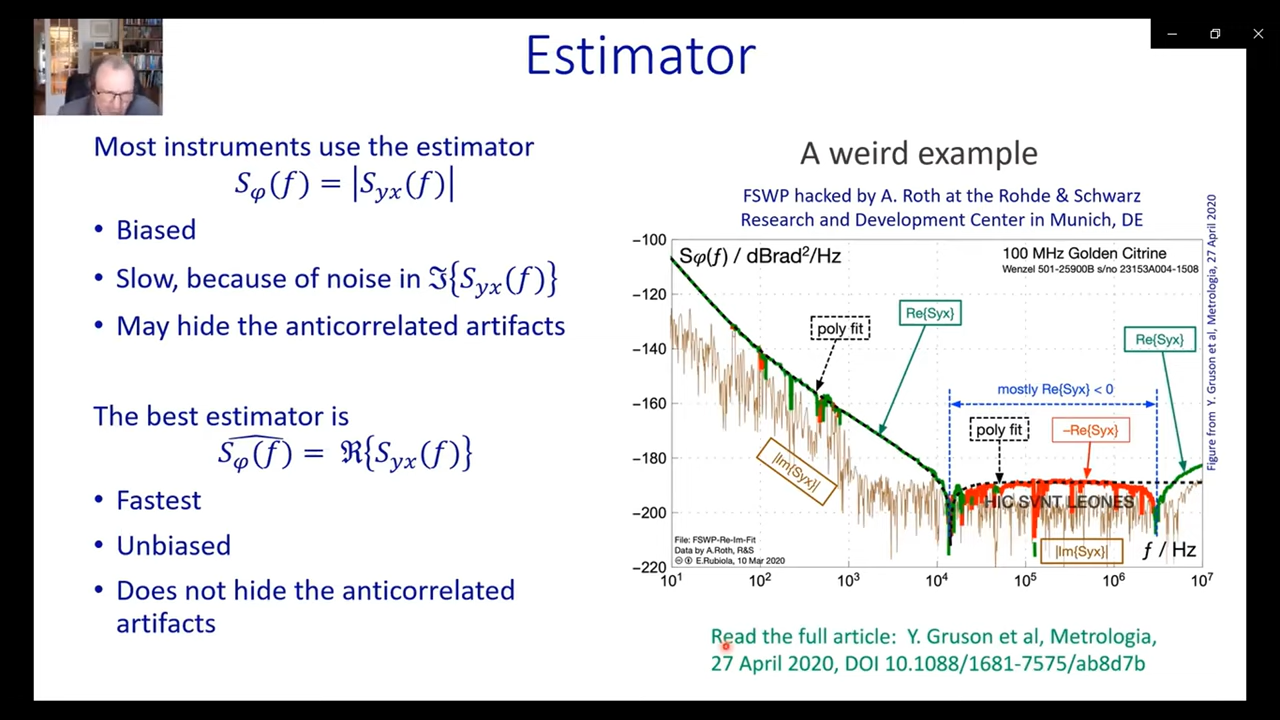 Estimator
Most instruments use the estimator
Sφ(f) = |Syx(f)|
• Biased
• Slow, because of noise in ℑ{Syx(f)}
• May hide the anticorrelated artifacts
The best estimator is
\widehat{Sφ(f)} = ℜ{Syx(f)}
• Fastest
• Unbiased
• Does not hide the anticorrelated
artifacts
A weird example
FSWP hacked by A. Roth at the Rohde & Schwarz
Research and Development Center in Munich, DE
Sφ(f) / dBrad²/Hz
100 MHz Golden Citrine
Wenzel 501-25900B s/no 23153A004-1508
−100
−120
−140
−160
−180
−200
−220
poly fit
Re{Syx}
Re{Syx}
mostly Re{Syx} < 0
poly fit
−Re{Syx}
|Im{Syx}|
HIC SVNT LEONES
|Im{Syx}|
f / Hz
File: FSWP-Re-Im-Fit
Data by A.Roth, R&S
E.Rubiola, 10 Mar 2020
10¹ 10² 10³ 10⁴ 10⁵ 10⁶ 10⁷
Figure from Y. Gruson et al, Metrologia, 27 April 2020
Read the full article: Y. Gruson et al, Metrologia,
27 April 2020, DOI 10.1088/1681-7575/ab8d7b